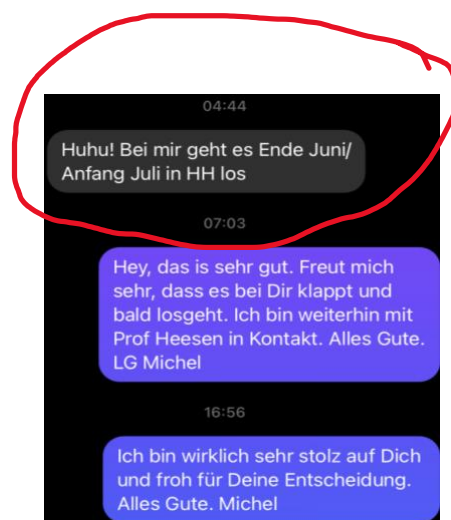 04:44
Huhu! Bei mir geht es Ende Juni/
Anfang Juli in HH los
07:03
Hey, das is sehr gut. Freut mich
sehr, dass es bei Dir klappt und
bald losgeht. Ich bin weiterhin mit
Prof Heesen in Kontakt. Alles Gute.
LG Michel
16:56
Ich bin wirklich sehr stolz auf Dich
und froh für Deine Entscheidung.
Alles Gute. Michel